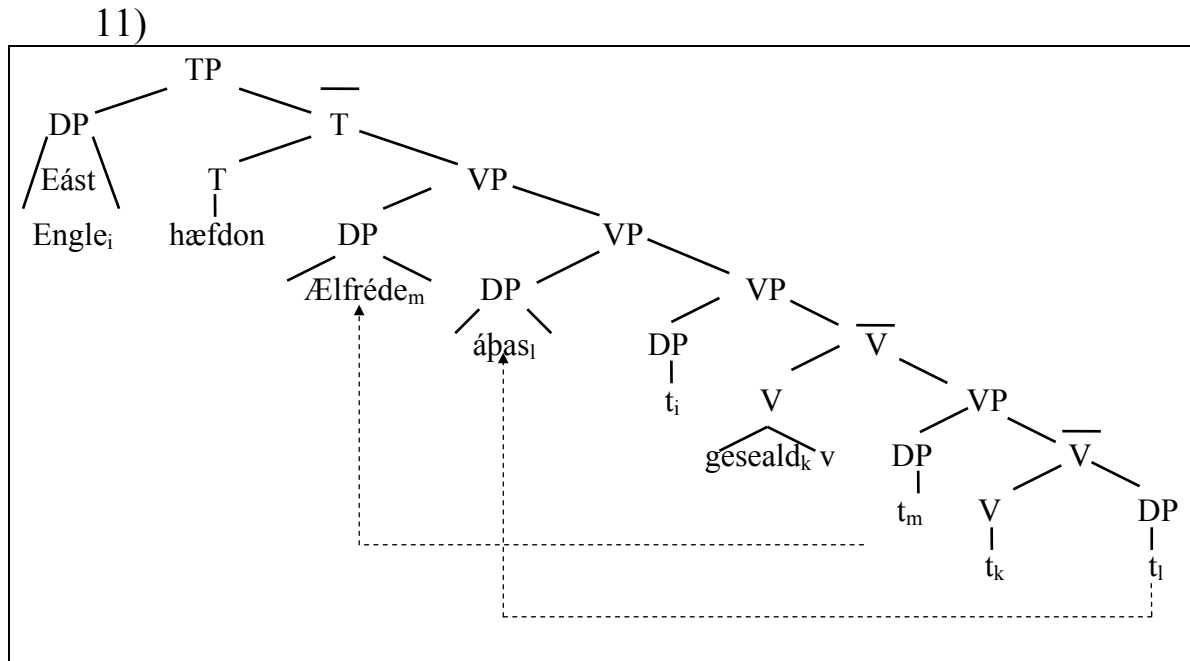 11)
TP
DP T̅
Eást T VP
Engleᵢ hæfdon DP VP
Ælfrédeₘ DP VP
áþasₗ DP V̅
tᵢ V VP
gesealdₖ v DP V̅
tₘ V DP
tₖ tₗ